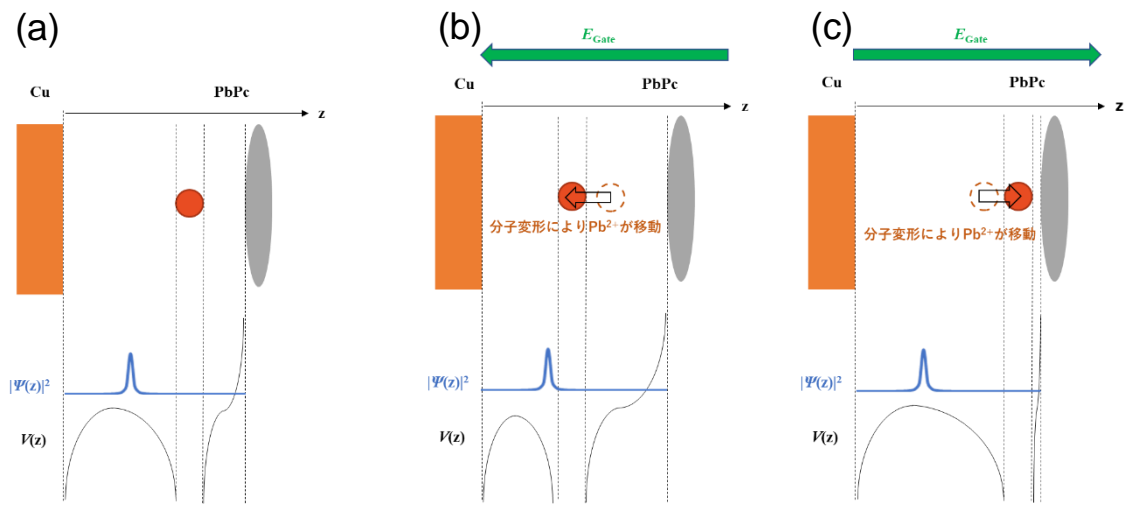 (a)
Cu
PbPc
z
|Ψ(z)|²
V(z)
(b)
E_Gate
Cu
PbPc
z
分子変形によりPb²⁺が移動
|Ψ(z)|²
V(z)
(c)
E_Gate
Cu
PbPc
z
分子変形によりPb²⁺が移動
|Ψ(z)|²
V(z)